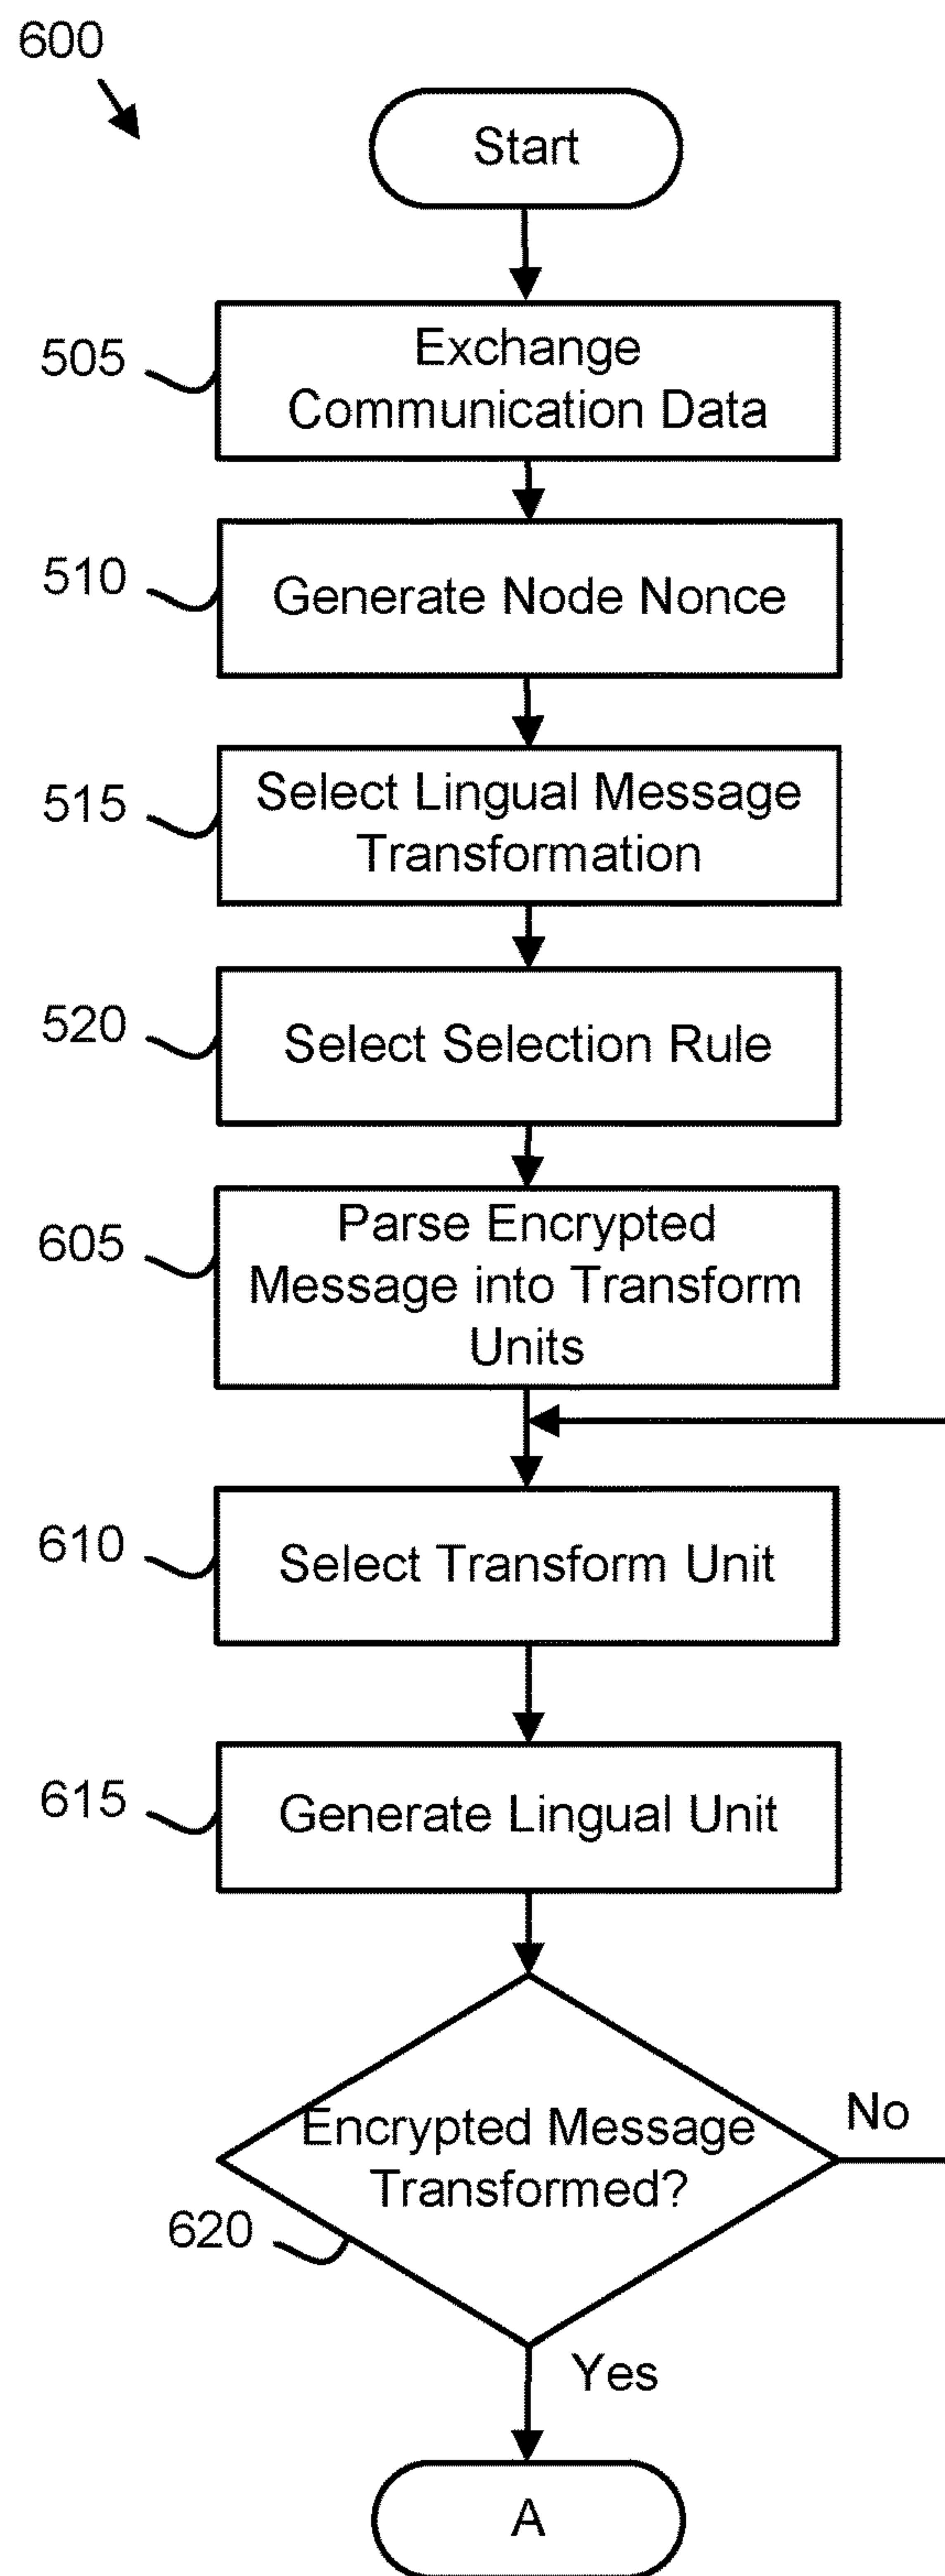 600
Start
505
Exchange
Communication Data
510
Generate Node Nonce
515
Select Lingual Message
Transformation
520
Select Selection Rule
605
Parse Encrypted
Message into Transform
Units
610
Select Transform Unit
615
Generate Lingual Unit
Encrypted Message
Transformed?
No
620
Yes
A